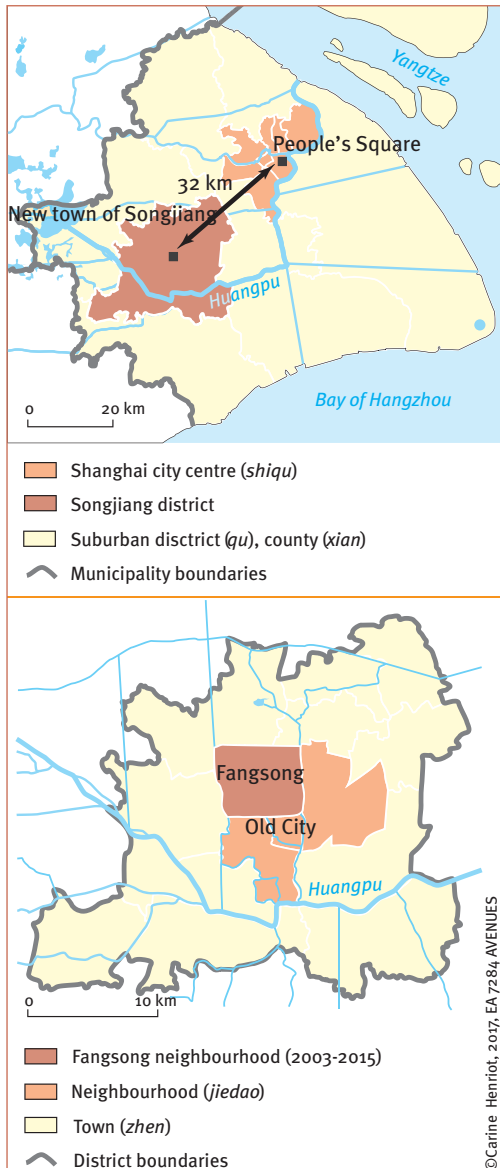 Yangtze
People's Square
32 km
New town of Songjiang
Huangpu
Bay of Hangzhou
0 20 km
Shanghai city centre (shiqu)
Songjiang district
Suburban disctrict (qu), county (xian)
Municipality boundaries
Fangsong
Old City
Huangpu
0 10 km
Fangsong neighbourhood (2003-2015)
Neighbourhood (jiedao)
Town (zhen)
District boundaries
©Carine Henriot, 2017, EA 7284 AVENUES